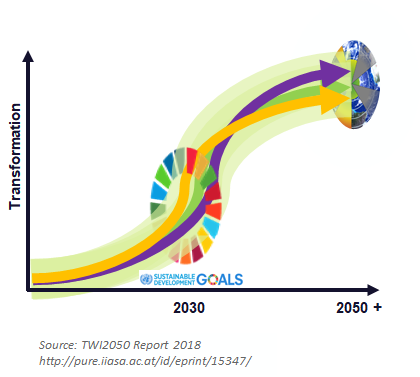 Transformation
SUSTAINABLE
DEVELOPMENT
GOALS
2030
2050 +
Source: TWI2050 Report 2018
http://pure.iiasa.ac.at/id/eprint/15347/